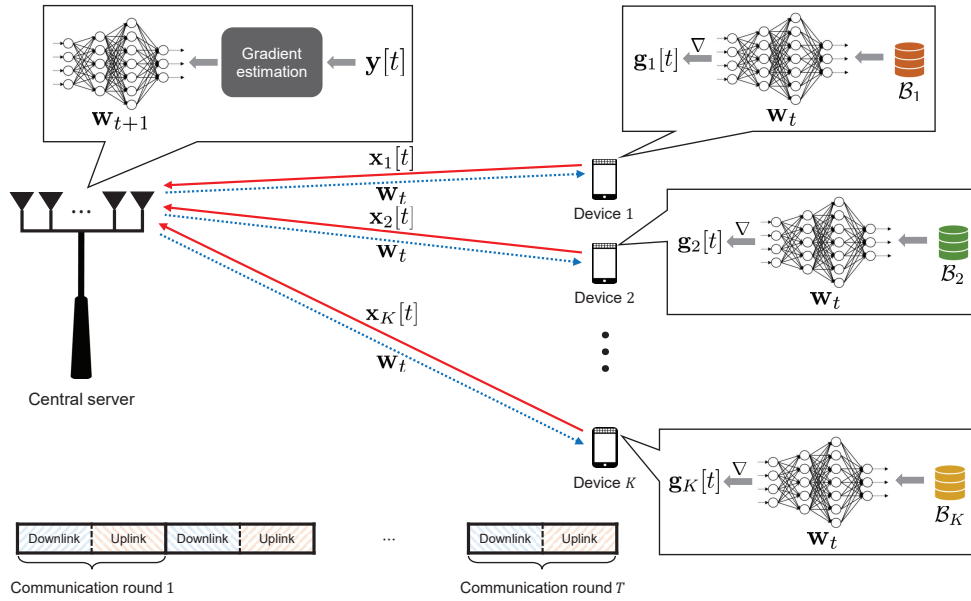 Gradient
estimation
𝐲[t]
𝐰_{t+1}
𝐠_1[t]
∇
𝐰_t
ℬ_1
𝐱_1[t]
𝐰_t
Device 1
𝐱_2[t]
𝐰_t
Device 2
𝐠_2[t]
∇
𝐰_t
ℬ_2
...
𝐱_K[t]
𝐰_t
Central server
Device K
𝐠_K[t]
∇
𝐰_t
ℬ_K
Downlink Uplink Downlink Uplink ... Downlink Uplink
Communication round 1 Communication round T